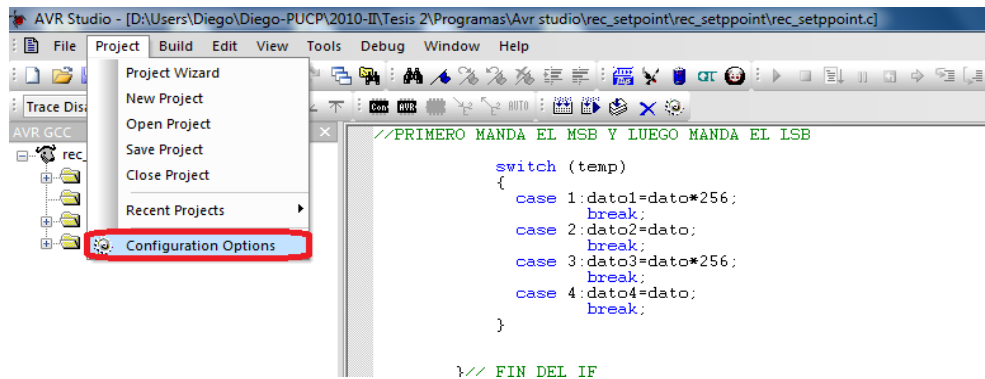 AVR Studio - [D:\Users\Diego\Diego-PUCP\2010-II\Tesis 2\Programas\Avr studio\rec_setpoint\rec_setppoint\rec_setppoint.c]
File Project Build Edit View Tools Debug Window Help
Project Wizard
New Project
Open Project
Save Project
Close Project
Recent Projects
Configuration Options
Trace Disa
Con AVR AUTO
AVR GCC
rec_
//PRIMERO MANDA EL MSB Y LUEGO MANDA EL LSB
switch (temp)
{
case 1:dato1=dato*256;
break;
case 2:dato2=dato;
break;
case 3:dato3=dato*256;
break;
case 4:dato4=dato;
break;
}
}// FIN DEL IF